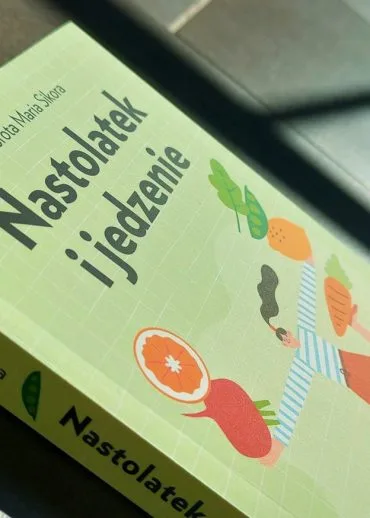 Maria Sikora
Nastolatek
i jedzenie
Nastolatek